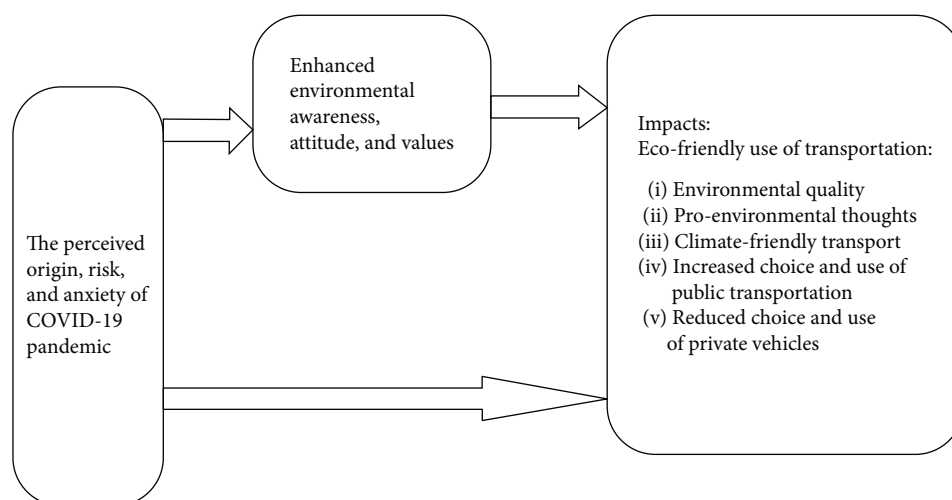 The perceived
origin, risk,
and anxiety of
COVID-19
pandemic
Enhanced
environmental
awareness,
attitude, and values
Impacts:
Eco-friendly use of transportation:
(i) Environmental quality
(ii) Pro-environmental thoughts
(iii) Climate-friendly transport
(iv) Increased choice and use of
public transportation
(v) Reduced choice and use
of private vehicles